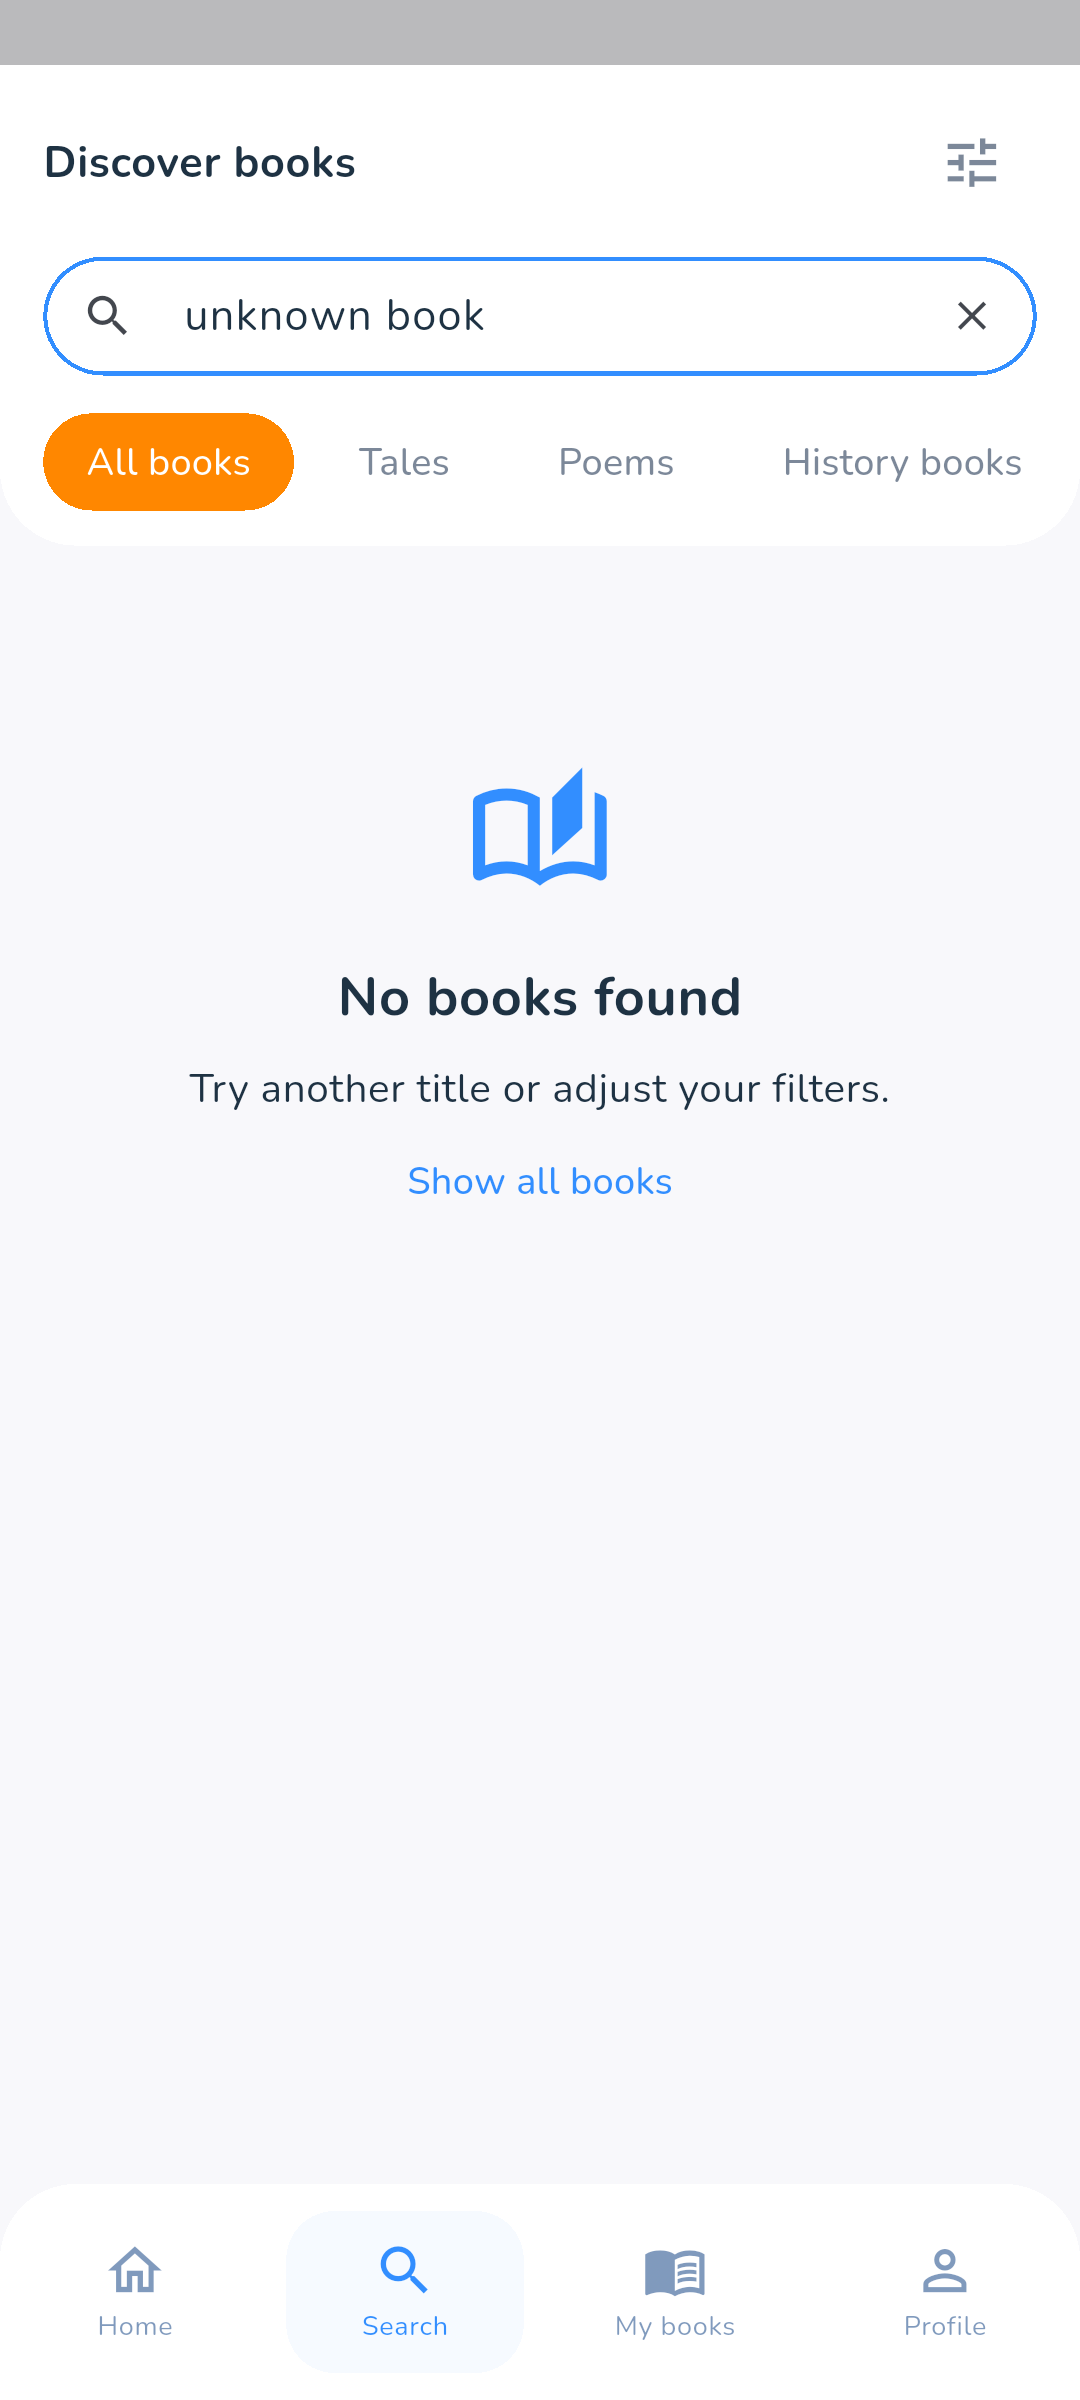 Discover books
unknown book
All books
Tales
Poems
History books
No books found
Try another title or adjust your filters.
Show all books
Home
Search
My books
Profile